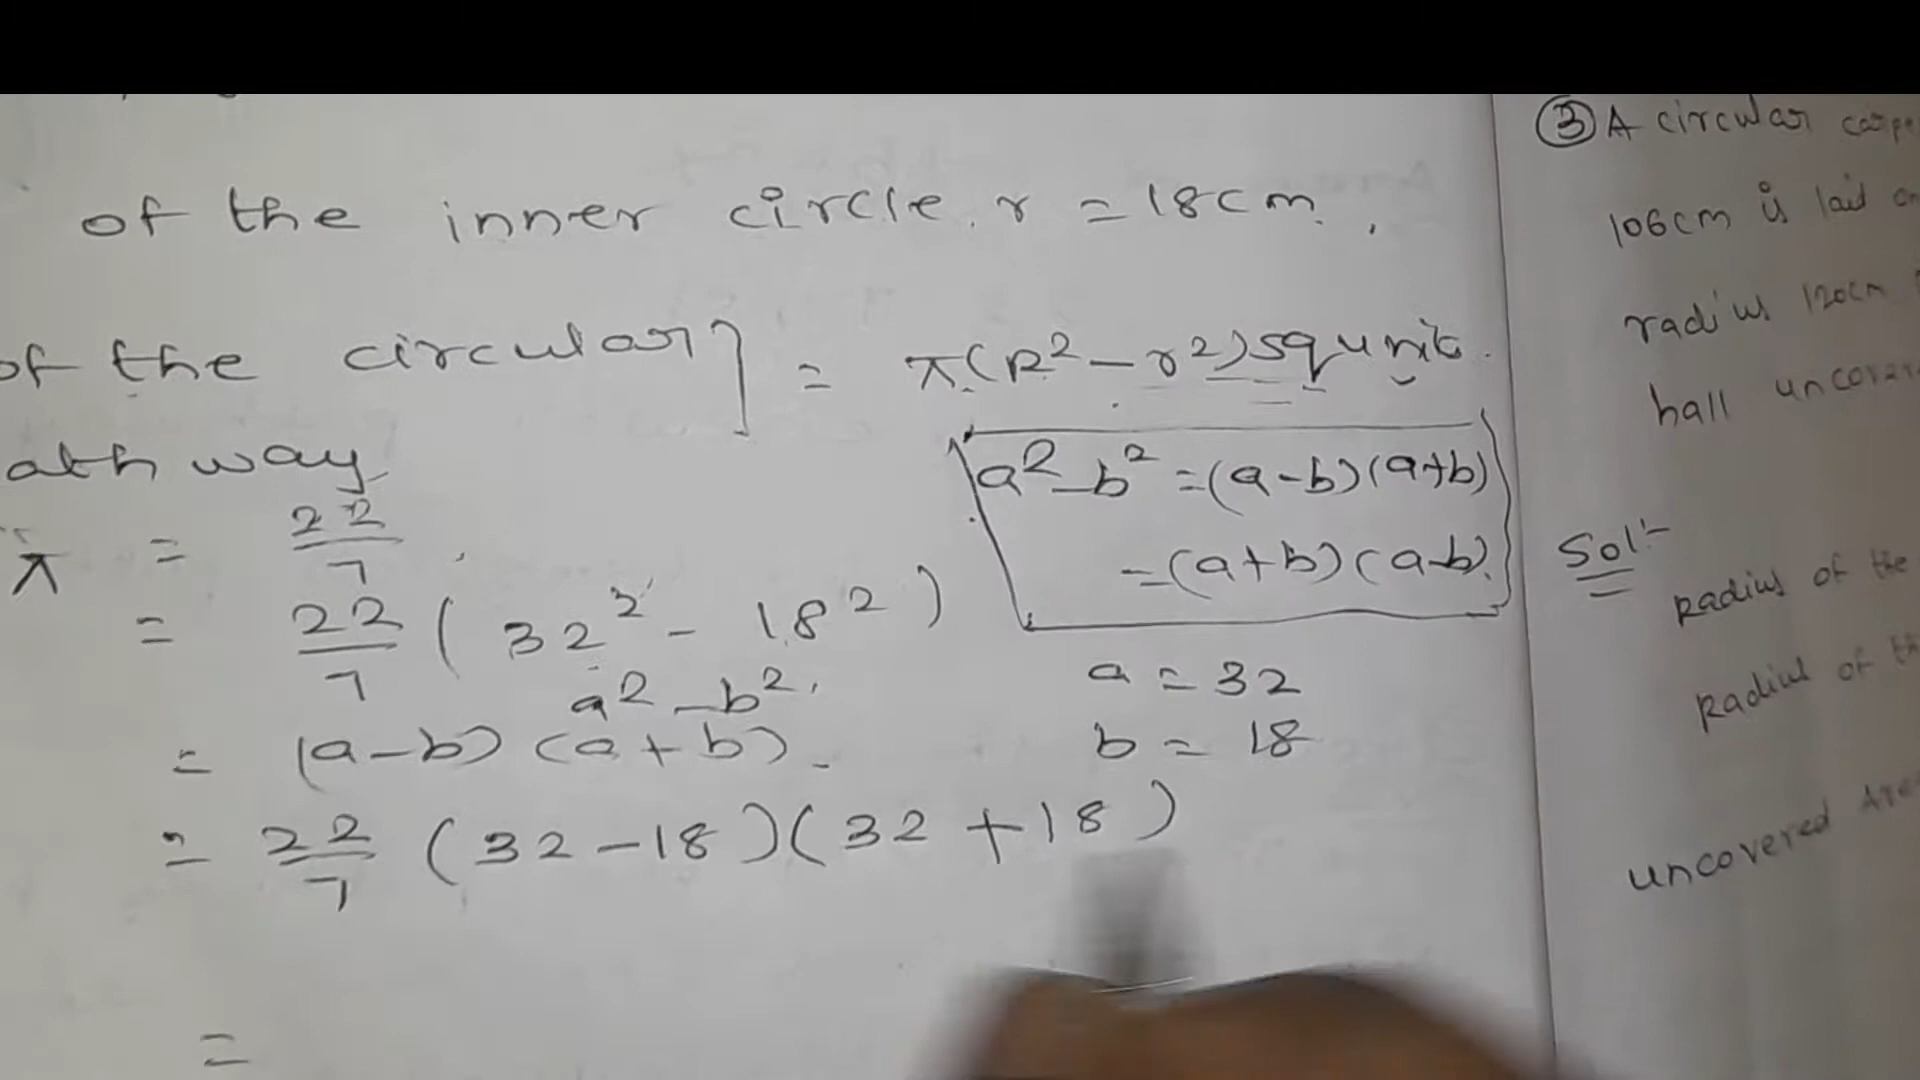 of the inner circle. r = 18cm.
of the circular] = π(R² - r²) sq units.
way
π = 22/7
a² - b² = (a-b)(a+b)
= (a+b)(a-b).
= 22/7 ( 32² - 18² )
a² - b².
a = 32
= (a-b) (a+b).
b = 18
= 22/7 ( 32 - 18 )( 32 + 18 )
=
③ A circular
106cm is laid
radius 120cm
hall
Sol:-
Radius of the
Radius of
uncovered